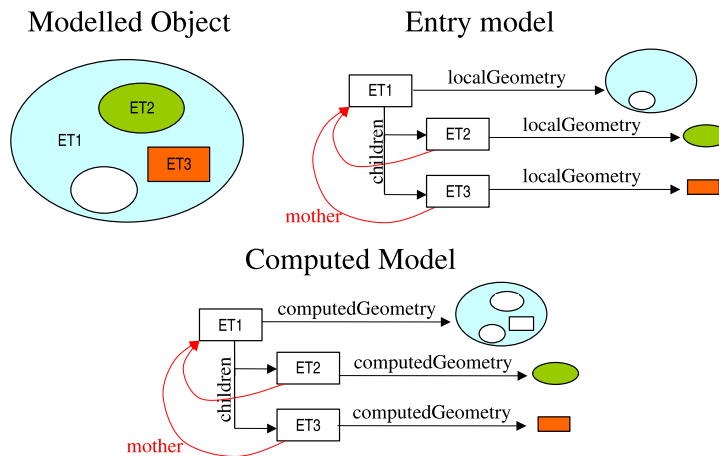 Modelled Object
Entry model
ET1
ET2
ET3
ET1
localGeometry
children
ET2
localGeometry
ET3
localGeometry
mother
Computed Model
ET1
computedGeometry
children
ET2
computedGeometry
ET3
computedGeometry
mother